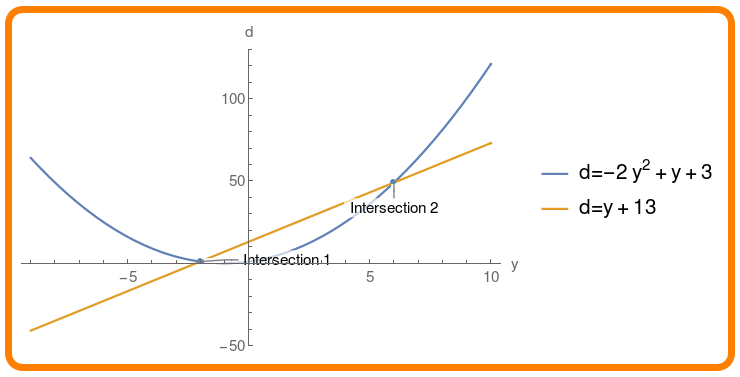 d
100
50
-50
-5
5
10
y
Intersection 1
Intersection 2
d=−2 y² + y + 3
d=y + 13